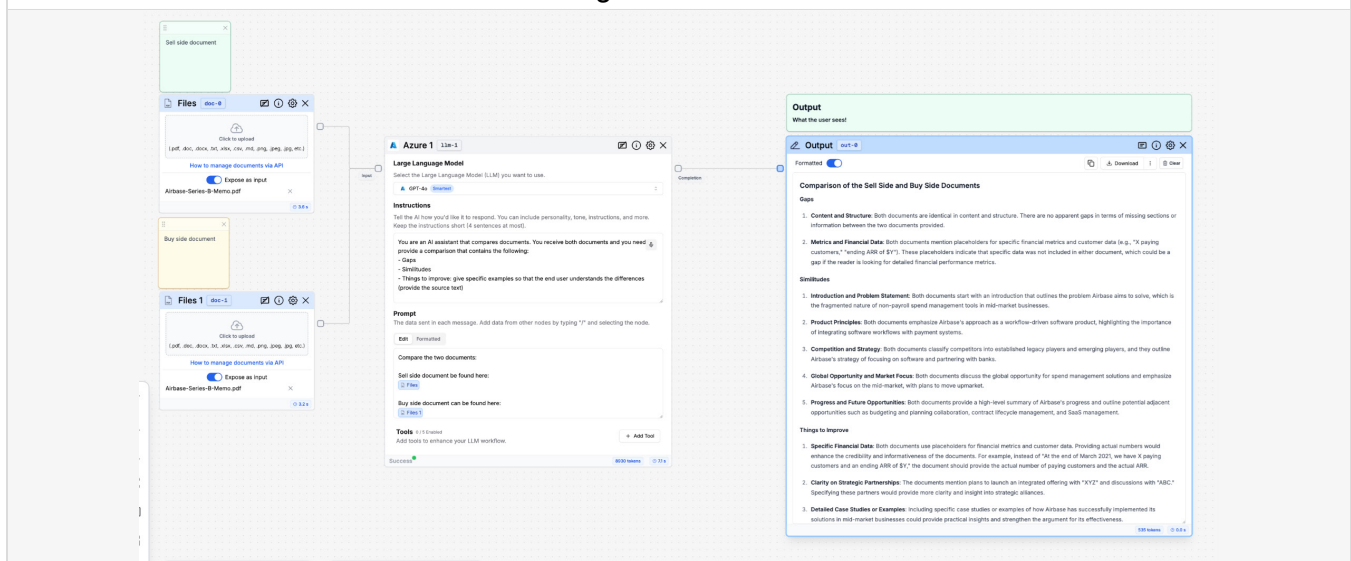 Sell side document
Files doc-0
Click to upload
(.pdf, .doc, .docx, .txt, .xlsx, .csv, .md, .png, .jpeg, .jpg, etc.)
How to manage documents via API
Expose as input
Airbase-Series-B-Memo.pdf
Buy side document
Files 1 doc-1
Click to upload
(.pdf, .doc, .docx, .txt, .xlsx, .csv, .md, .png, .jpeg, .jpg, etc.)
How to manage documents via API
Expose as input
Airbase-Series-B-Memo.pdf
3.2 s
Input
Azure 1 llm-1
Large Language Model
Select the Large Language Model (LLM) you want to use.
GPT-4o Smartest
Instructions
Tell the AI how you'd like it to respond. You can include personality, tone, instructions, and more.
Keep the instructions short (4 sentences at most).
You are an AI assistant that compares documents. You receive both documents and you need
provide a comparison that contains the following:
- Gaps
- Similitudes
- Things to improve: give specific examples so that the end user understands the differences
(provide the source text)
Prompt
The data sent in each message. Add data from other nodes by typing "/" and selecting the node.
Edit Formatted
Compare the two documents:
Sell side document be found here:
Files
Buy side document can be found here:
Files 1
Tools 0 / 5 Enabled
Add tools to enhance your LLM workflow.
+ Add Tool
Success
6030 tokens
Completion
Output
What the user sees!
Output out-0
Formatted
Download
Clear
Comparison of the Sell Side and Buy Side Documents
Gaps
1. Content and Structure: Both documents are identical in content and structure. There are no apparent gaps in terms of missing sections or
information between the two documents provided.
2. Metrics and Financial Data: Both documents mention placeholders for specific financial metrics and customer data (e.g., "X paying
customers," "ending ARR of $Y"). These placeholders indicate that specific data was not included in either document, which could be a
gap if the reader is looking for detailed financial performance metrics.
Similitudes
1. Introduction and Problem Statement: Both documents start with an introduction that outlines the problem Airbase aims to solve, which is
the fragmented nature of non-payroll spend management tools in mid-market businesses.
2. Product Principles: Both documents emphasize Airbase's approach as a workflow-driven software product, highlighting the importance
of integrating software workflows with payment systems.
3. Competition and Strategy: Both documents classify competitors into established legacy players and emerging players, and they outline
Airbase's strategy of focusing on software and partnering with banks.
4. Global Opportunity and Market Focus: Both documents discuss the global opportunity for spend management solutions and emphasize
Airbase's focus on the mid-market, with plans to move upmarket.
5. Progress and Future Opportunities: Both documents provide a high-level summary of Airbase's progress and outline potential adjacent
opportunities such as budgeting and planning collaboration, contract lifecycle management, and SaaS management.
Things to Improve
1. Specific Financial Data: Both documents use placeholders for financial metrics and customer data. Providing actual numbers would
enhance the credibility and informativeness of the documents. For example, instead of "At the end of March 2021, we have X paying
customers and an ending ARR of $Y," the document should provide the actual number of paying customers and the actual ARR.
2. Clarity on Strategic Partnerships: The documents mention plans to launch an integrated offering with "XYZ" and discussions with "ABC."
Specifying these partners would provide more clarity and insight into strategic alliances.
3. Detailed Case Studies or Examples: Including specific case studies or examples of how Airbase has successfully implemented its
solutions in mid-market businesses could provide practical insights and strengthen the argument for its effectiveness.